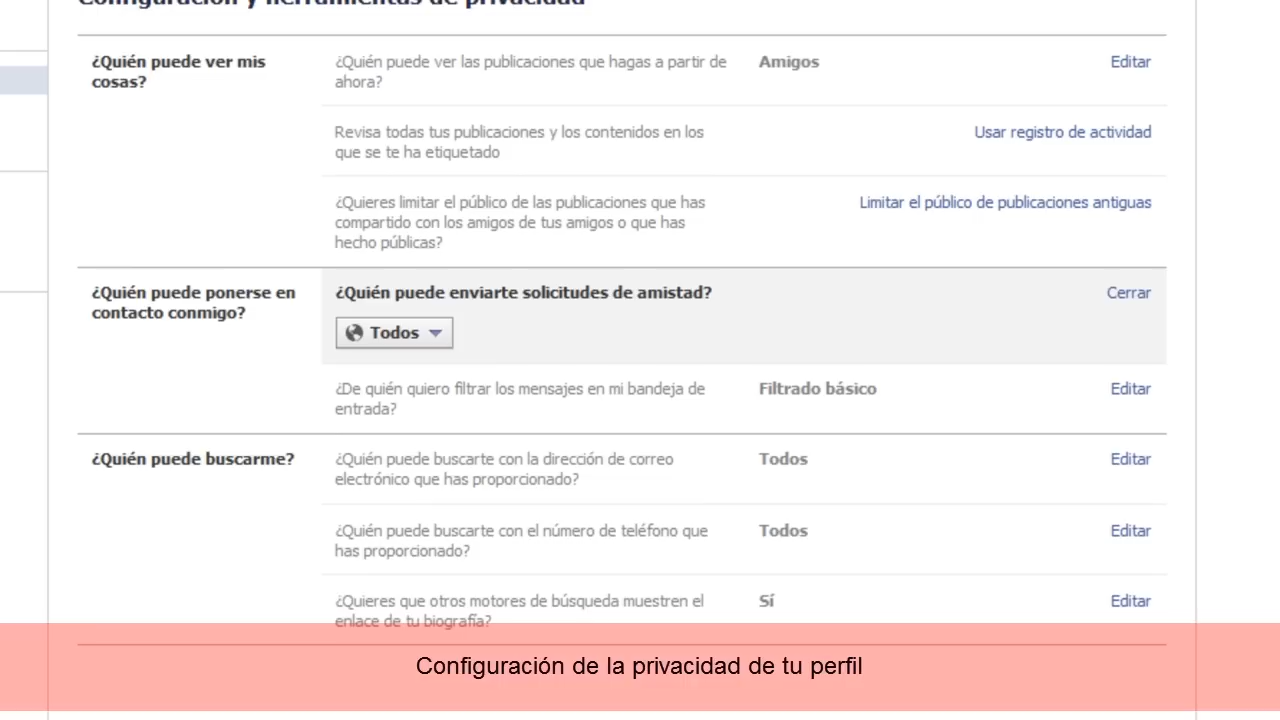 Configuración y herramientas de privacidad
¿Quién puede ver mis
cosas?
¿Quién puede ver las publicaciones que hagas a partir de
ahora?
Amigos
Editar
Revisa todas tus publicaciones y los contenidos en los
que se te ha etiquetado
Usar registro de actividad
¿Quieres limitar el público de las publicaciones que has
compartido con los amigos de tus amigos o que has
hecho públicas?
Limitar el público de publicaciones antiguas
¿Quién puede ponerse en
contacto conmigo?
¿Quién puede enviarte solicitudes de amistad?
Cerrar
Todos
¿De quién quiero filtrar los mensajes en mi bandeja de
entrada?
Filtrado básico
Editar
¿Quién puede buscarme?
¿Quién puede buscarte con la dirección de correo
electrónico que has proporcionado?
Todos
Editar
¿Quién puede buscarte con el número de teléfono que
has proporcionado?
Todos
Editar
¿Quieres que otros motores de búsqueda muestren el
enlace de tu biografía?
Sí
Editar
Configuración de la privacidad de tu perfil